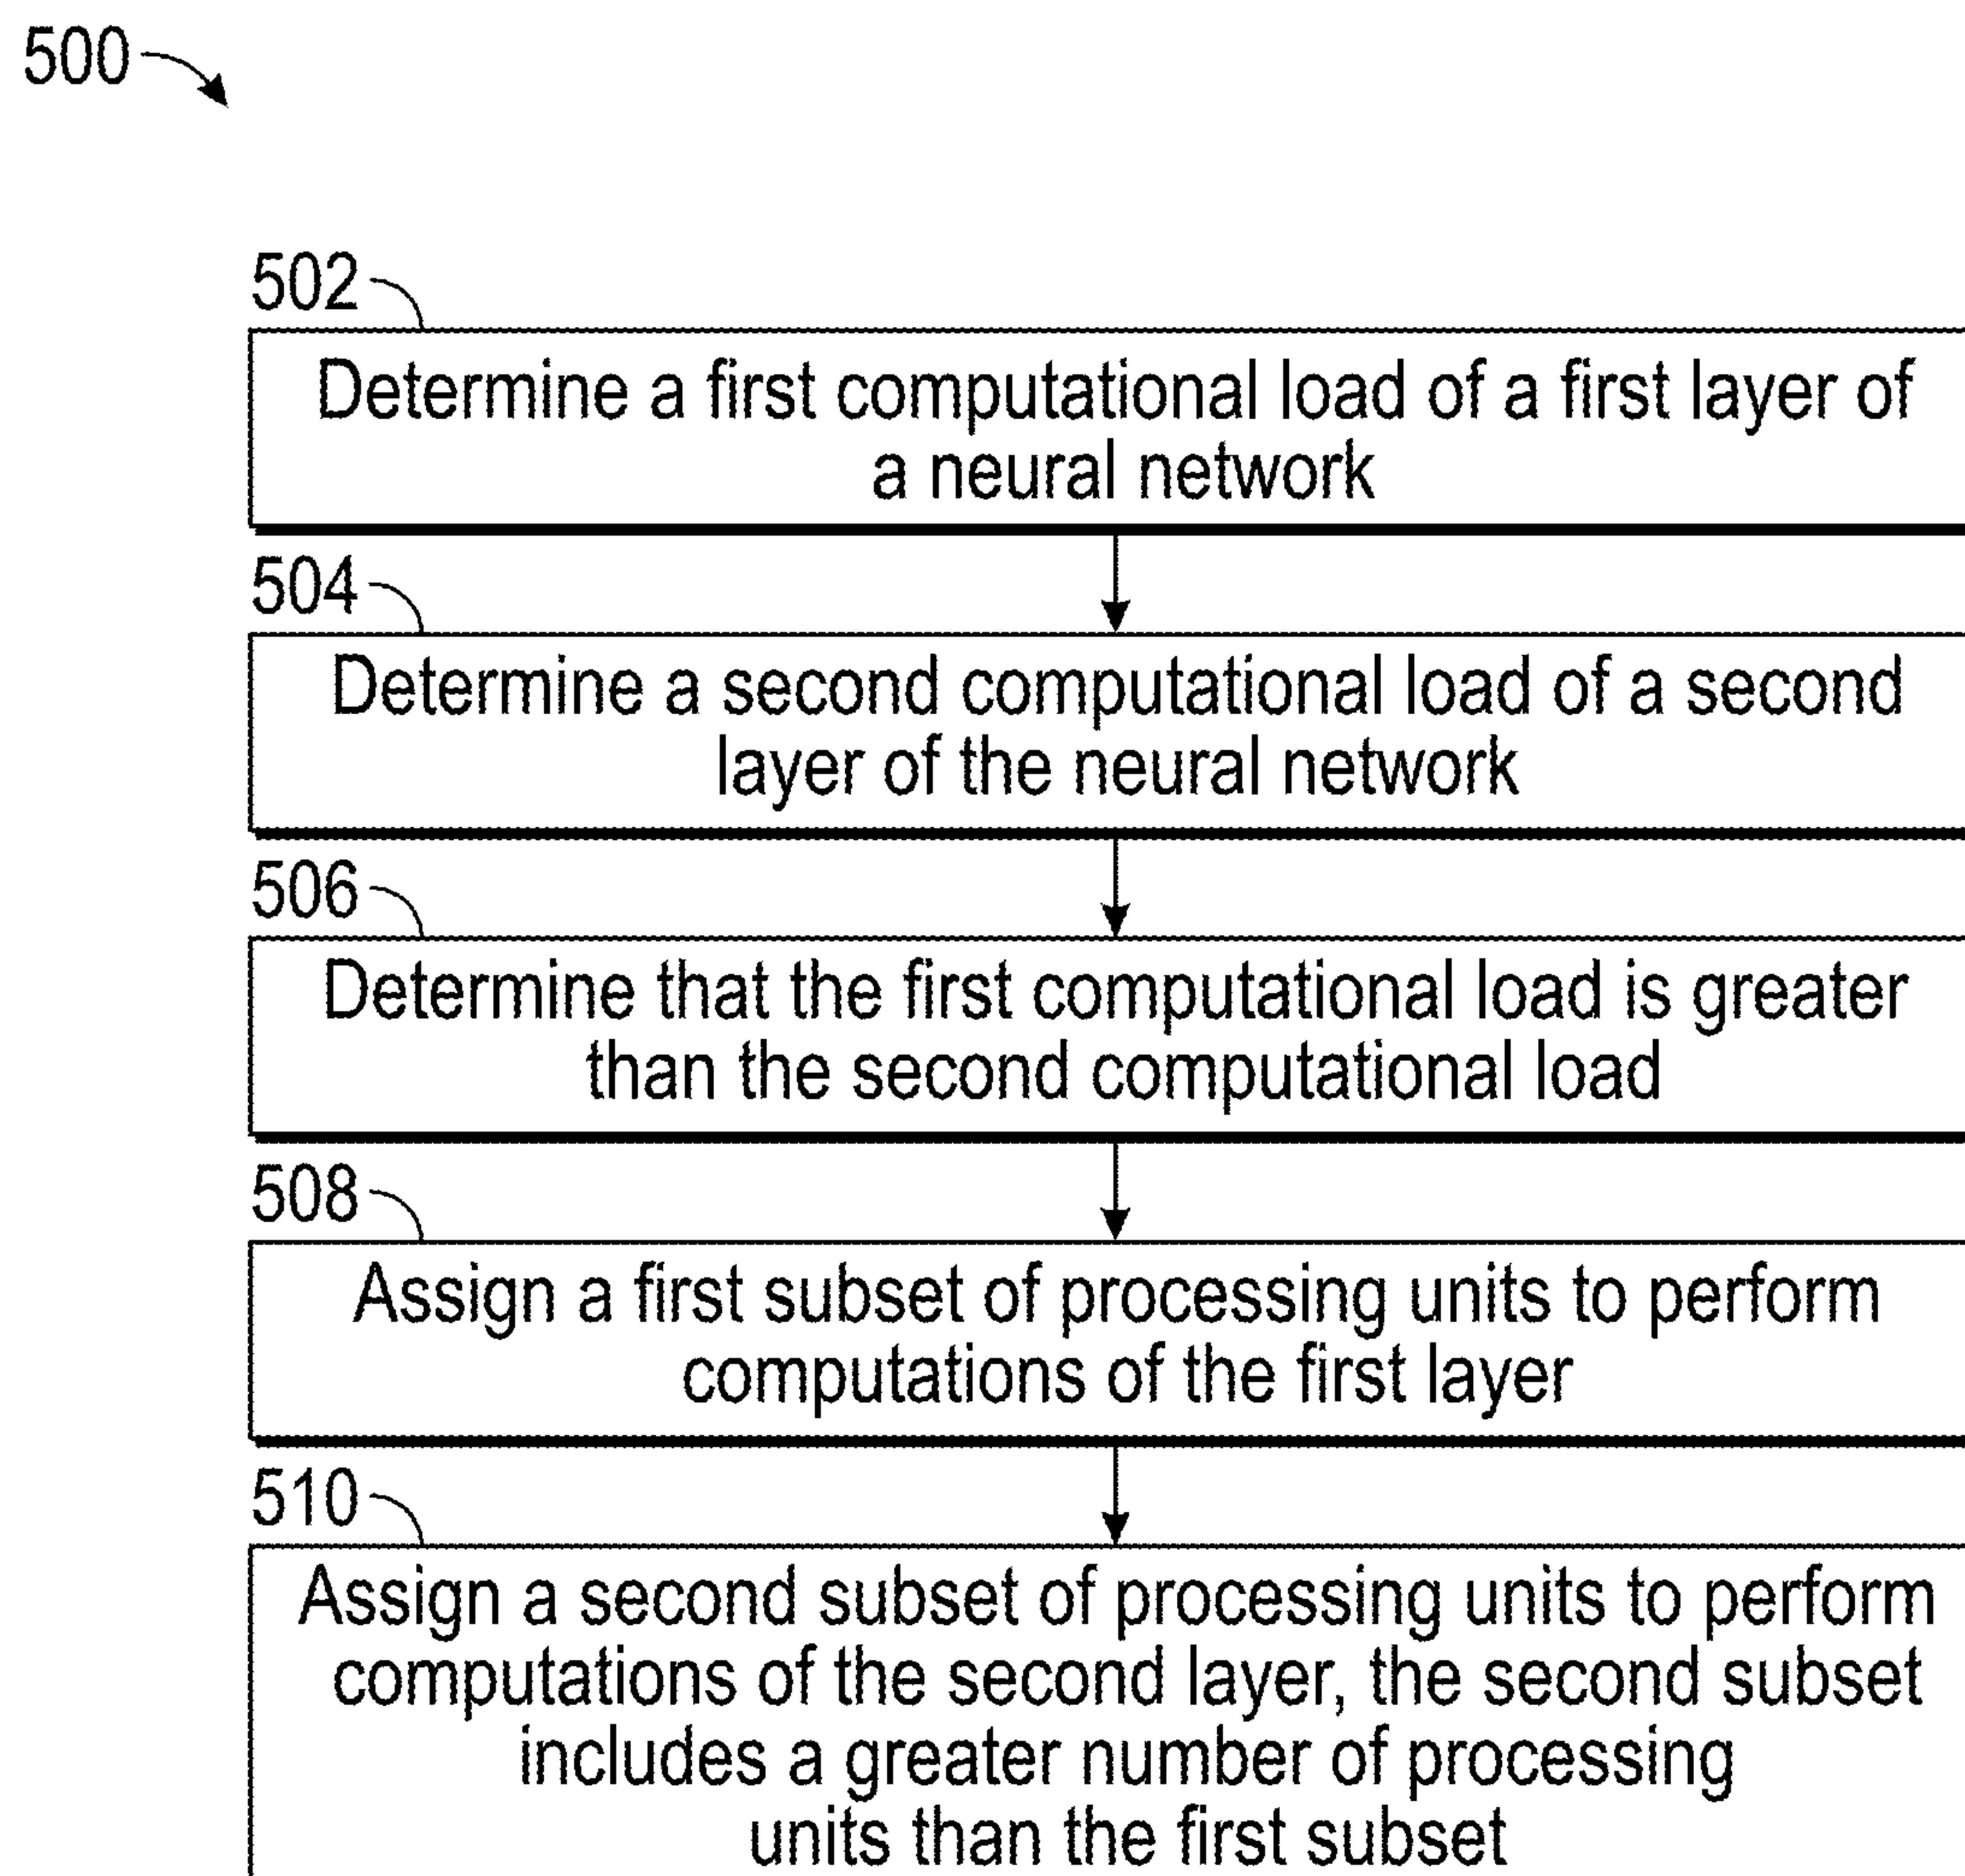 500
502
Determine a first computational load of a first layer of
a neural network
504
Determine a second computational load of a second
layer of the neural network
506
Determine that the first computational load is greater
than the second computational load
508
Assign a first subset of processing units to perform
computations of the first layer
510
Assign a second subset of processing units to perform
computations of the second layer, the second subset
includes a greater number of processing
units than the first subset